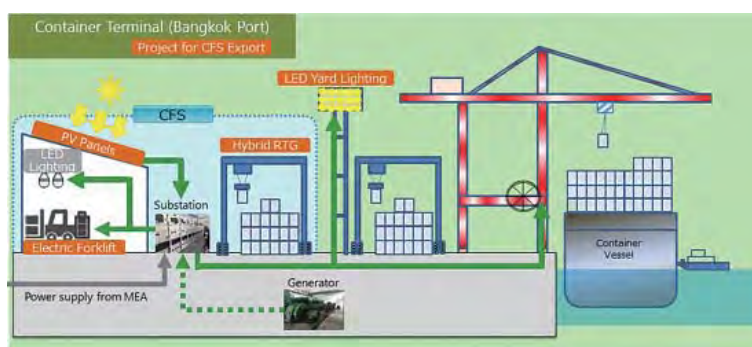 Container Terminal (Bangkok Port)
Project for CFS Export
LED Yard Lighting
CFS
PV Panels
LED
Lighting
Hybrid RTG
Substation
Electric Forklift
Container
Vessel
Generator
Power supply from MEA